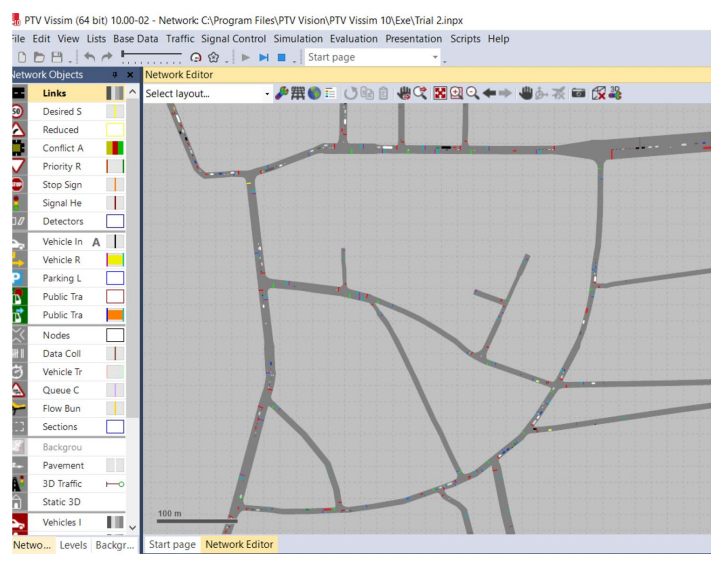 PTV Vissim (64 bit) 10.00-02 - Network: C:\Program Files\PTV Vision\PTV Vissim 10\Exe\Trial 2.inpx
File Edit View Lists Base Data Traffic Signal Control Simulation Evaluation Presentation Scripts Help
Start page
Network Objects
Network Editor
Select layout...
Links
Desired S
Reduced
Conflict A
Priority R
Stop Sign
Signal He
Detectors
Vehicle In A
Vehicle R
Parking L
Public Tra
Public Tra
Nodes
Data Coll
Vehicle Tr
Queue C
Flow Bun
Sections
Backgrou
Pavement
3D Traffic
Static 3D
Vehicles I
100 m
Netwo... Levels Backgr...
Start page Network Editor